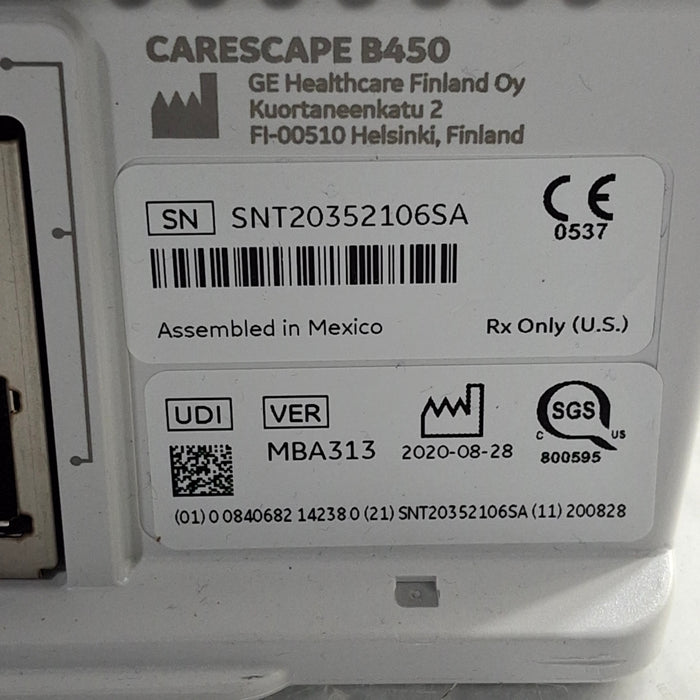 CARESCAPE B450
GE Healthcare Finland Oy
Kuortaneenkatu 2
FI-00510 Helsinki, Finland
SN SNT20352106SA
CE
0537
Assembled in Mexico
Rx Only (U.S.)
UDI VER
MBA313
2020-08-28
SGS
C US
800595
(01) 0 0840682 14238 0 (21) SNT20352106SA (11) 200828